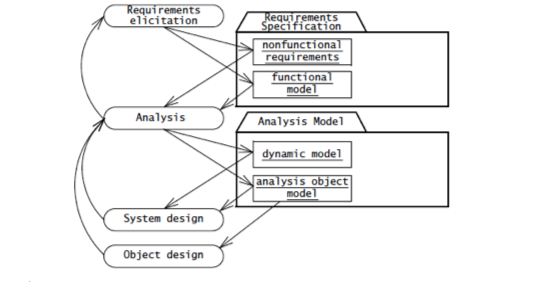 Requirements
elicitation
Requirements
Specification
nonfunctional
requirements
functional
model
Analysis
Analysis Model
dynamic model
analysis object
model
System design
Object design